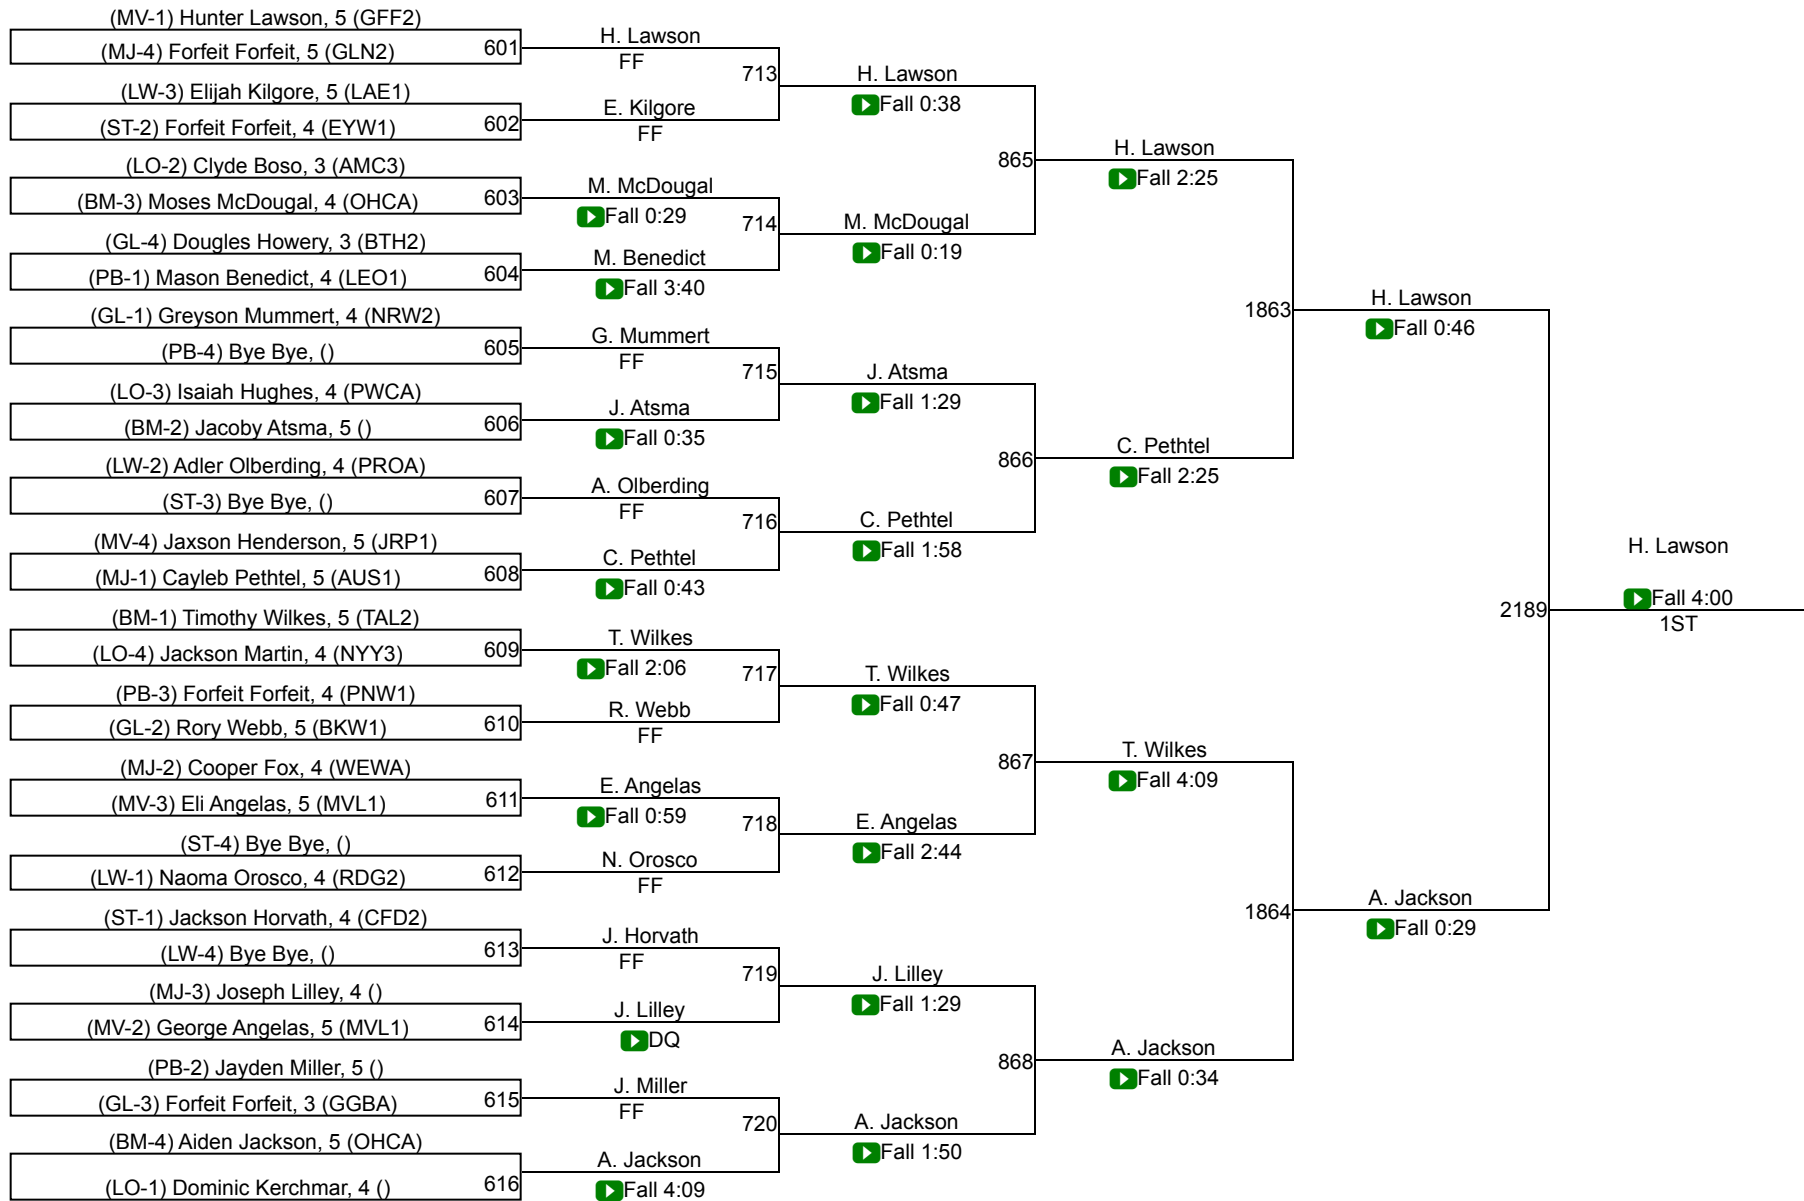 (MV-1) Hunter Lawson, 5 (GFF2)
(MJ-4) Forfeit Forfeit, 5 (GLN2)
601
(LW-3) Elijah Kilgore, 5 (LAE1)
(ST-2) Forfeit Forfeit, 4 (EYW1)
602
(LO-2) Clyde Boso, 3 (AMC3)
(BM-3) Moses McDougal, 4 (OHCA)
603
(GL-4) Dougles Howery, 3 (BTH2)
(PB-1) Mason Benedict, 4 (LEO1)
604
(GL-1) Greyson Mummert, 4 (NRW2)
(PB-4) Bye Bye, ()
605
(LO-3) Isaiah Hughes, 4 (PWCA)
(BM-2) Jacoby Atsma, 5 ()
606
(LW-2) Adler Olberding, 4 (PROA)
(ST-3) Bye Bye, ()
607
(MV-4) Jaxson Henderson, 5 (JRP1)
(MJ-1) Cayleb Pethtel, 5 (AUS1)
608
(BM-1) Timothy Wilkes, 5 (TAL2)
(LO-4) Jackson Martin, 4 (NYY3)
609
(PB-3) Forfeit Forfeit, 4 (PNW1)
(GL-2) Rory Webb, 5 (BKW1)
610
(MJ-2) Cooper Fox, 4 (WEWA)
(MV-3) Eli Angelas, 5 (MVL1)
611
(ST-4) Bye Bye, ()
(LW-1) Naoma Orosco, 4 (RDG2)
612
(ST-1) Jackson Horvath, 4 (CFD2)
(LW-4) Bye Bye, ()
613
(MJ-3) Joseph Lilley, 4 ()
(MV-2) George Angelas, 5 (MVL1)
614
(PB-2) Jayden Miller, 5 ()
(GL-3) Forfeit Forfeit, 3 (GGBA)
615
(BM-4) Aiden Jackson, 5 (OHCA)
(LO-1) Dominic Kerchmar, 4 ()
616
H. Lawson
FF
713
E. Kilgore
FF
M. McDougal
Fall 0:29
714
M. Benedict
Fall 3:40
G. Mummert
FF
715
J. Atsma
Fall 0:35
A. Olberding
FF
716
C. Pethtel
Fall 0:43
T. Wilkes
Fall 2:06
717
R. Webb
FF
E. Angelas
Fall 0:59
718
N. Orosco
FF
J. Horvath
FF
719
J. Lilley
DQ
J. Miller
FF
720
A. Jackson
Fall 4:09
H. Lawson
Fall 0:38
865
M. McDougal
Fall 0:19
J. Atsma
Fall 1:29
866
C. Pethtel
Fall 1:58
T. Wilkes
Fall 0:47
867
E. Angelas
Fall 2:44
J. Lilley
Fall 1:29
868
A. Jackson
Fall 1:50
H. Lawson
Fall 2:25
1863
C. Pethtel
Fall 2:25
T. Wilkes
Fall 4:09
1864
A. Jackson
Fall 0:34
H. Lawson
Fall 0:46
2189
A. Jackson
Fall 0:29
H. Lawson
Fall 4:00
1ST